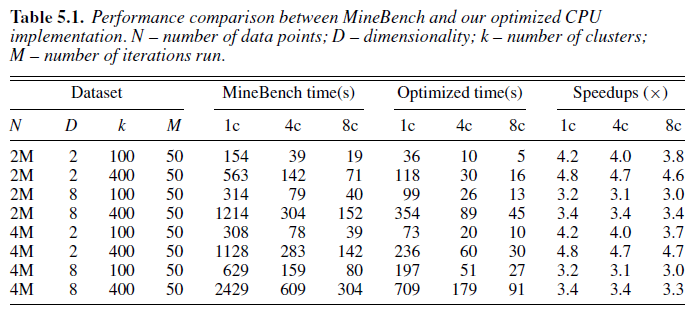 Table 5.1. Performance comparison between MineBench and our optimized CPU
implementation. N – number of data points; D – dimensionality; k – number of clusters;
M – number of iterations run.
Dataset MineBench time(s) Optimized time(s) Speedups (×)
N D k M 1c 4c 8c 1c 4c 8c 1c 4c 8c
2M 2 100 50 154 39 19 36 10 5 4.2 4.0 3.8
2M 2 400 50 563 142 71 118 30 16 4.8 4.7 4.6
2M 8 100 50 314 79 40 99 26 13 3.2 3.1 3.0
2M 8 400 50 1214 304 152 354 89 45 3.4 3.4 3.4
4M 2 100 50 308 78 39 73 20 10 4.2 4.0 3.7
4M 2 400 50 1128 283 142 236 60 30 4.8 4.7 4.7
4M 8 100 50 629 159 80 197 51 27 3.2 3.1 3.0
4M 8 400 50 2429 609 304 709 179 91 3.4 3.4 3.3